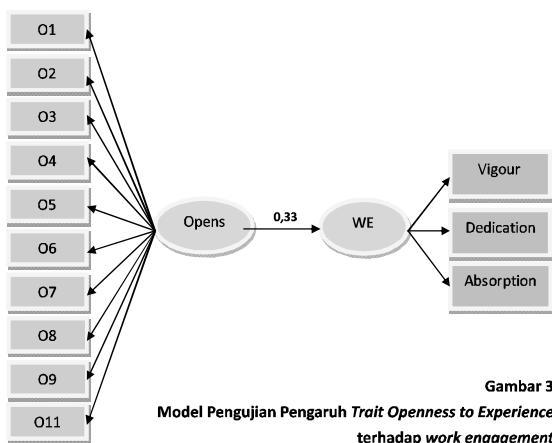 O1
O2
O3
O4
O5
O6
O7
O8
O9
O11
Opens
0,33
WE
Vigour
Dedication
Absorption
Gambar 3
Model Pengujian Pengaruh Trait Openness to Experience
terhadap work engagement